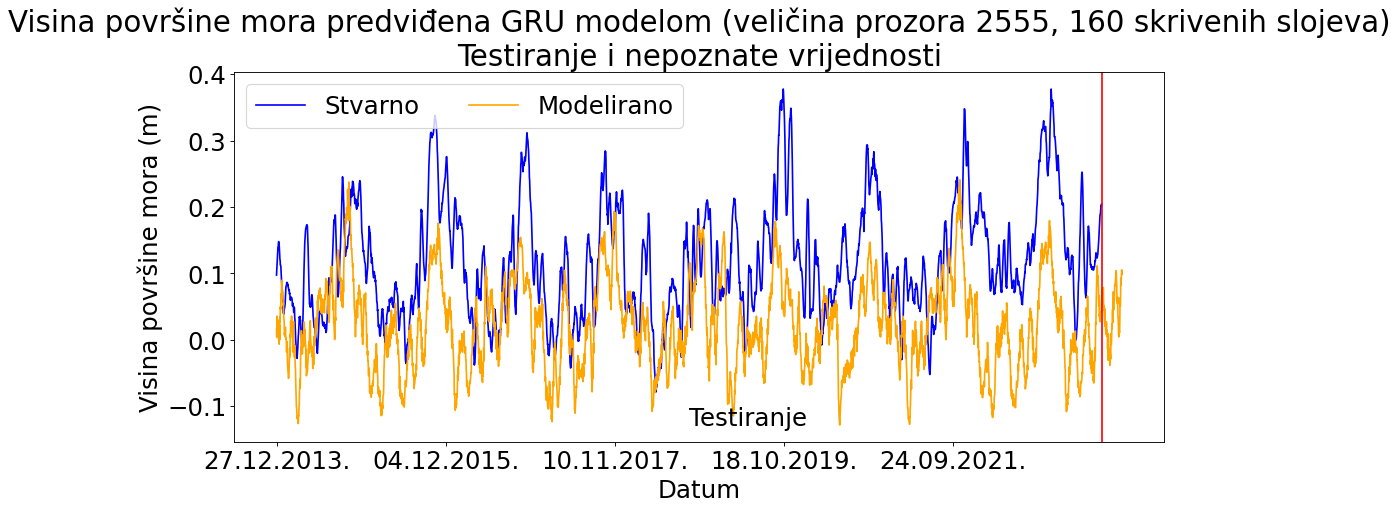 Visina površine mora predviđena GRU modelom (veličina prozora 2555, 160 skrivenih slojeva)
Testiranje i nepoznate vrijednosti
Stvarno Modelirano
Visina površine mora (m)
0.4
0.3
0.2
0.1
0.0
−0.1
Testiranje
27.12.2013. 04.12.2015. 10.11.2017. 18.10.2019. 24.09.2021.
Datum